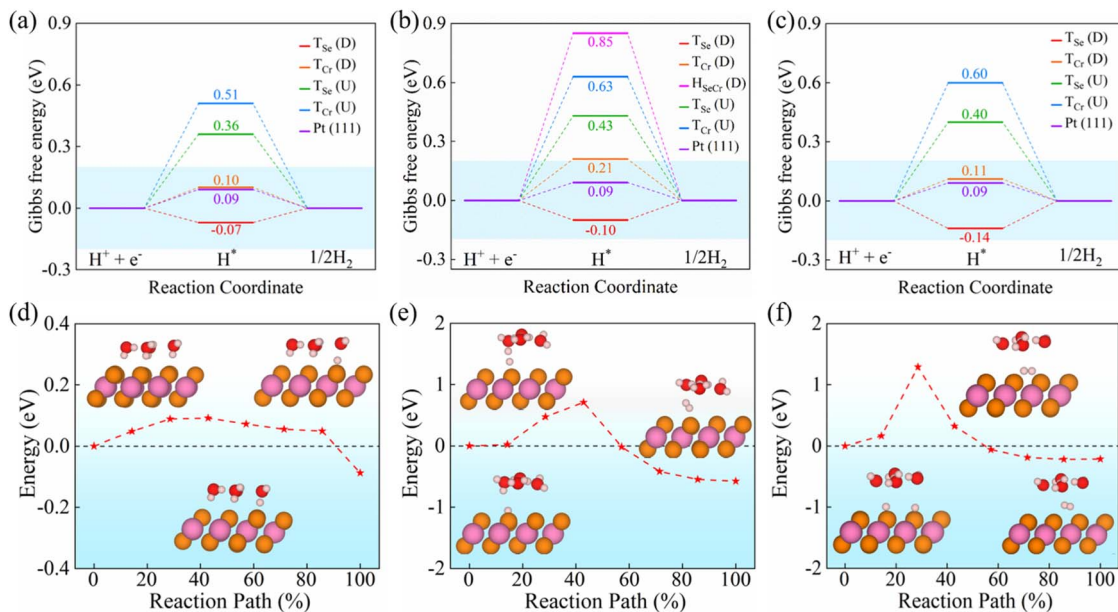 (a)
Gibbs free energy (eV)
0.9
0.6
0.3
0.0
-0.3
T_Se (D)
T_Cr (D)
T_Se (U)
T_Cr (U)
Pt (111)
0.51
0.36
0.10
0.09
-0.07
H⁺ + e⁻
H*
1/2H₂
Reaction Coordinate
(b)
Gibbs free energy (eV)
0.9
0.6
0.3
0.0
-0.3
T_Se (D)
T_Cr (D)
H_SeCr (D)
T_Se (U)
T_Cr (U)
Pt (111)
0.85
0.63
0.43
0.21
0.09
-0.10
H⁺ + e⁻
H*
1/2H₂
Reaction Coordinate
(c)
Gibbs free energy (eV)
0.9
0.6
0.3
0.0
-0.3
T_Se (D)
T_Cr (D)
T_Se (U)
T_Cr (U)
Pt (111)
0.60
0.40
0.11
0.09
-0.14
H⁺ + e⁻
H*
1/2H₂
Reaction Coordinate
(d)
Energy (eV)
0.4
0.2
0.0
-0.2
-0.4
0 20 40 60 80 100
Reaction Path (%)
(e)
Energy (eV)
2
1
0
-1
-2
0 20 40 60 80 100
Reaction Path (%)
(f)
Energy (eV)
2
1
0
-1
-2
0 20 40 60 80 100
Reaction Path (%)